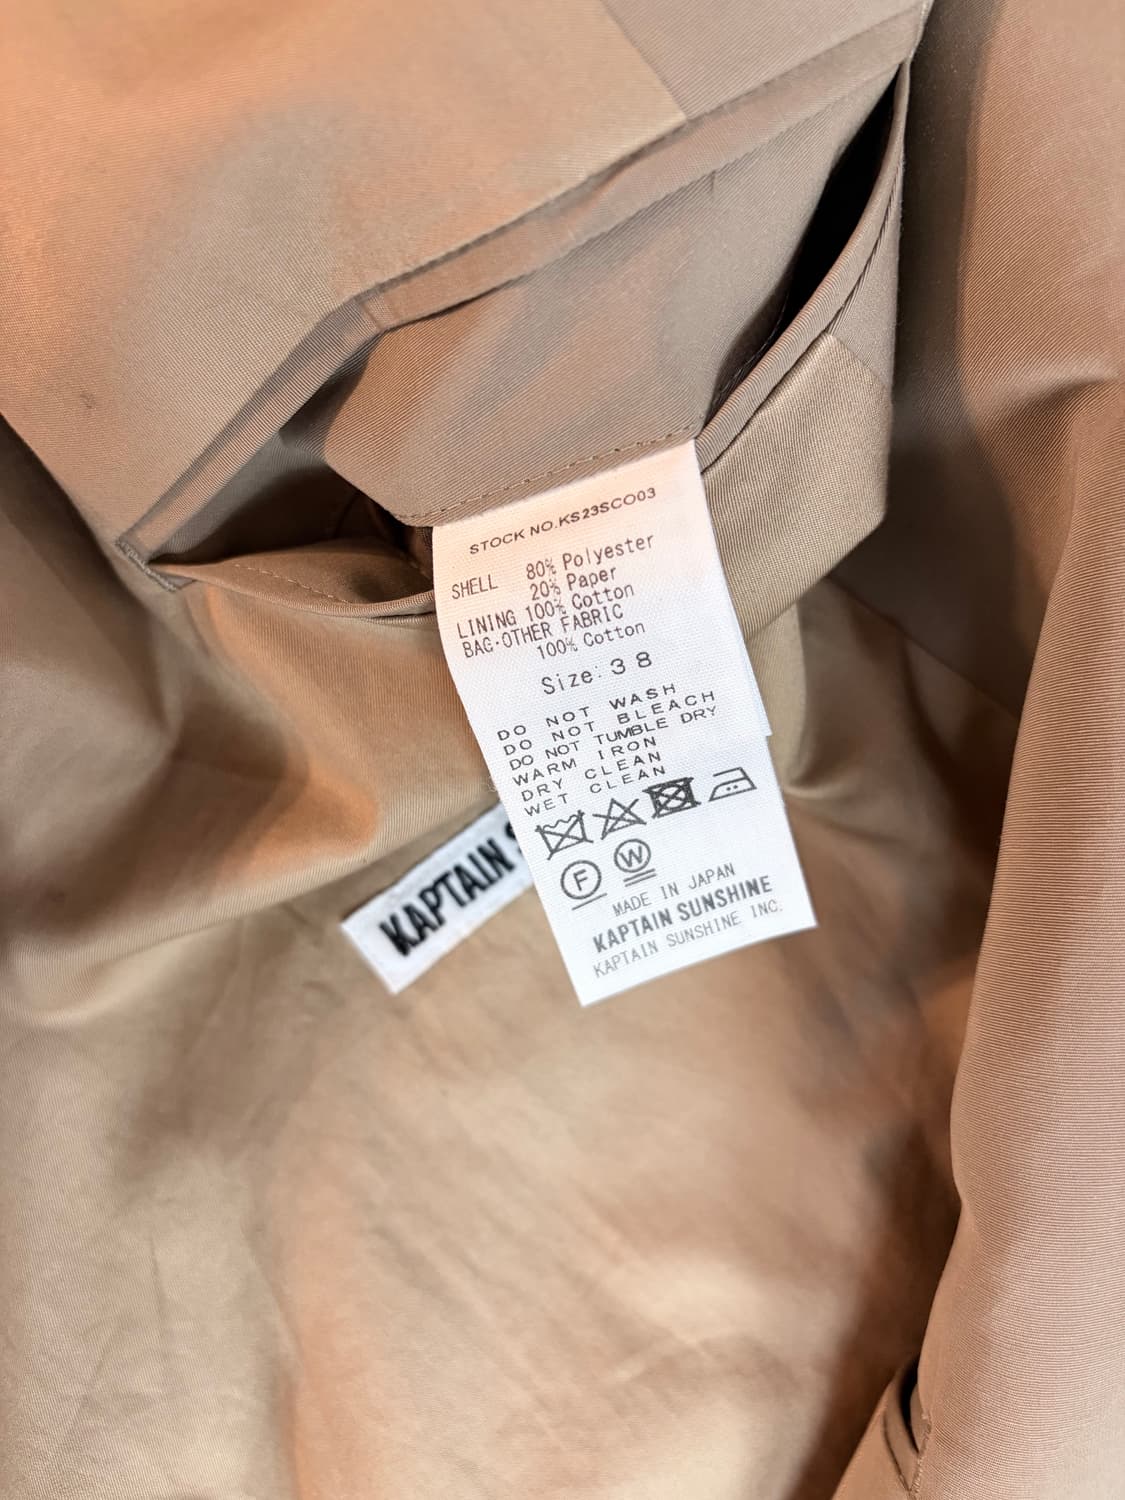 STOCK NO.KS23SCO03
SHELL 80% Polyester
20% Paper
LINING 100% Cotton
BAG·OTHER FABRIC
100% Cotton
Size:38
DO NOT WASH
DO NOT BLEACH
DO NOT TUMBLE DRY
WARM IRON
DRY CLEAN
WET CLEAN
F W
MADE IN JAPAN
KAPTAIN SUNSHINE
KAPTAIN SUNSHINE INC.
KAPTAIN S